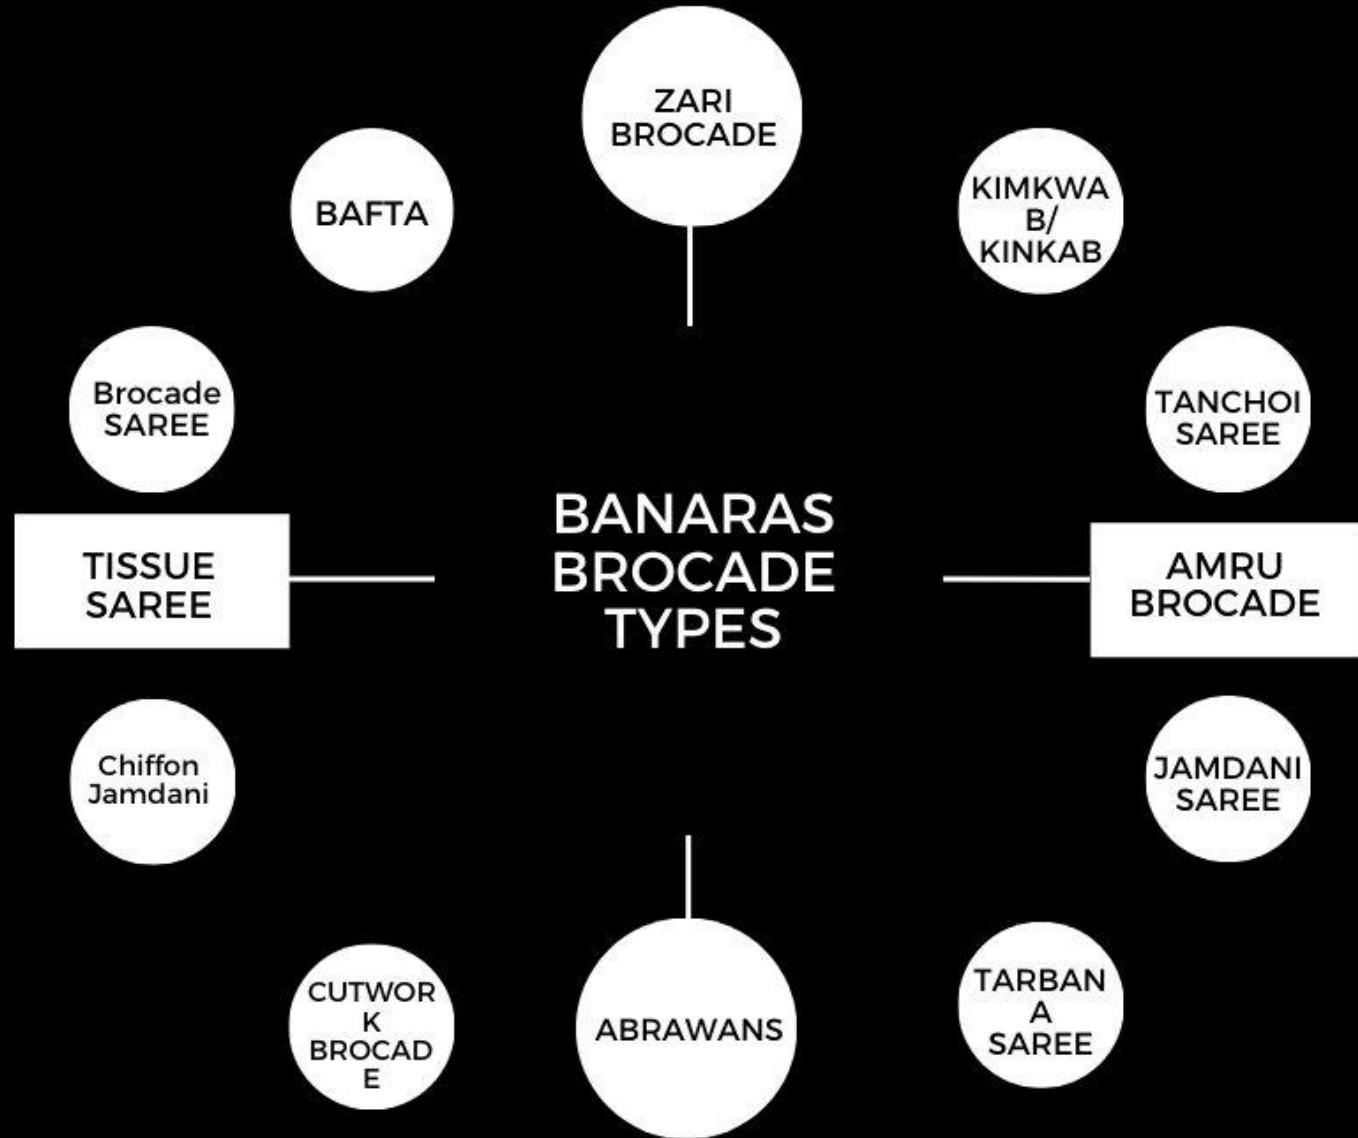 ZARI
BROCADE
BAFTA
KIMKWA
B/
KINKAB
Brocade
SAREE
TANCHOI
SAREE
BANARAS
BROCADE
TYPES
TISSUE
SAREE
AMRU
BROCADE
Chiffon
Jamdani
JAMDANI
SAREE
CUTWOR
K
BROCAD
E
ABRAWANS
TARBAN
A
SAREE